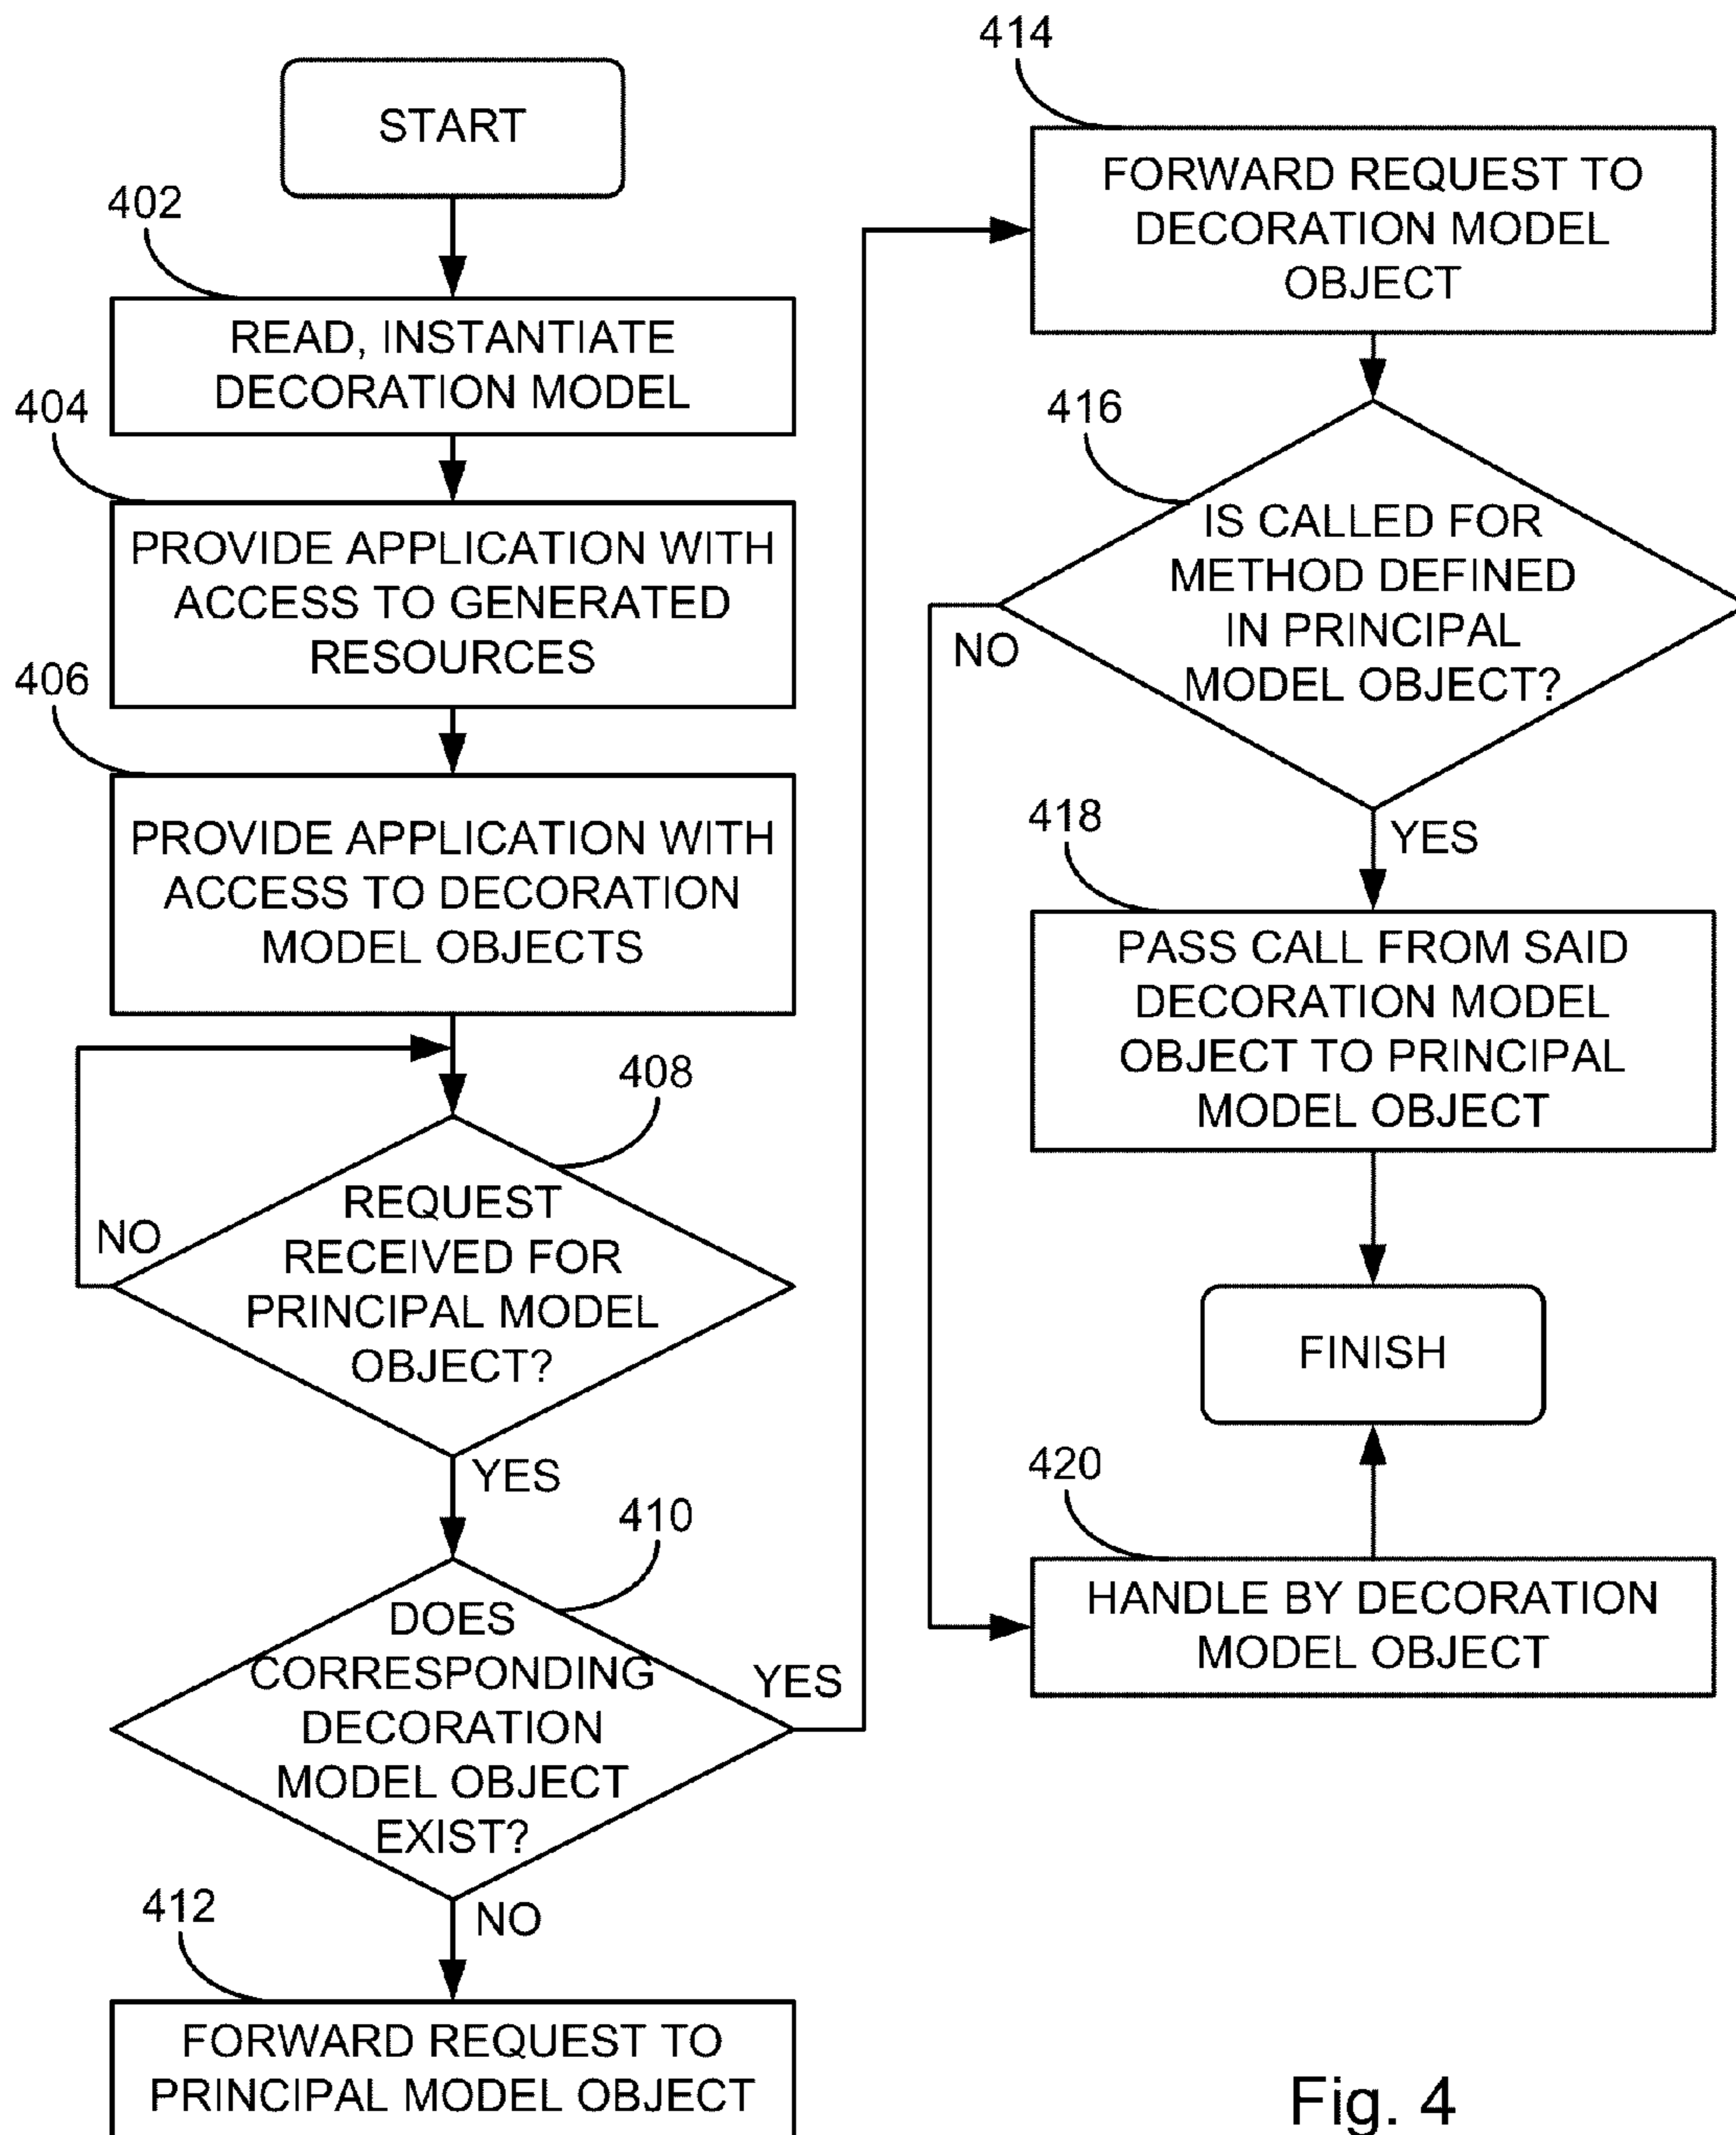 START
402
READ, INSTANTIATE
DECORATION MODEL
404
PROVIDE APPLICATION WITH
ACCESS TO GENERATED
RESOURCES
406
PROVIDE APPLICATION WITH
ACCESS TO DECORATION
MODEL OBJECTS
408
REQUEST
RECEIVED FOR
PRINCIPAL MODEL
OBJECT?
NO
YES
410
DOES
CORRESPONDING
DECORATION
MODEL OBJECT
EXIST?
YES
NO
412
FORWARD REQUEST TO
PRINCIPAL MODEL OBJECT
414
FORWARD REQUEST TO
DECORATION MODEL
OBJECT
416
IS CALLED FOR
METHOD DEFINED
IN PRINCIPAL
MODEL OBJECT?
NO
YES
418
PASS CALL FROM SAID
DECORATION MODEL
OBJECT TO PRINCIPAL
MODEL OBJECT
FINISH
420
HANDLE BY DECORATION
MODEL OBJECT
Fig. 4